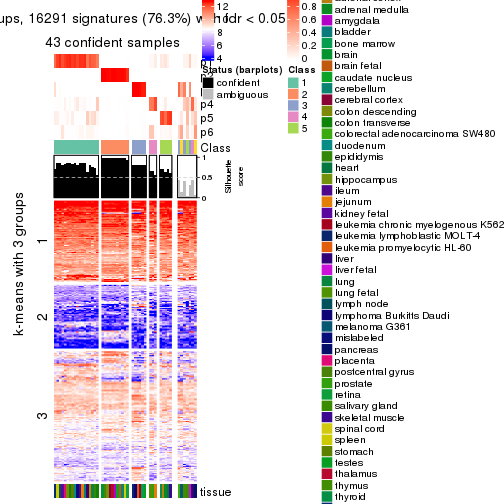 ups, 16291 signatures (76.3%) with fdr < 0.05
43 confident samples
p4
p5
p6
Class
1
0.5
0
Silhouette
score
k-means with 3 groups
1
2
3
tissue
12
10
8
6
4
Status (barplots)
confident
ambiguous
0.8
0.6
0.4
0.2
0
Class
1
2
3
4
5
adrenal medulla
amygdala
bladder
bone marrow
brain
brain fetal
caudate nucleus
cerebellum
cerebral cortex
colon descending
colon transverse
colorectal adenocarcinoma SW480
duodenum
epididymis
heart
hippocampus
ileum
jejunum
kidney fetal
leukemia chronic myelogenous K562
leukemia lymphoblastic MOLT-4
leukemia promyelocytic HL-60
liver
liver fetal
lung
lung fetal
lymph node
lymphoma Burkitts Daudi
melanoma G361
mislabeled
pancreas
placenta
postcentral gyrus
prostate
retina
salivary gland
skeletal muscle
spinal cord
spleen
stomach
testes
thalamus
thymus
thyroid